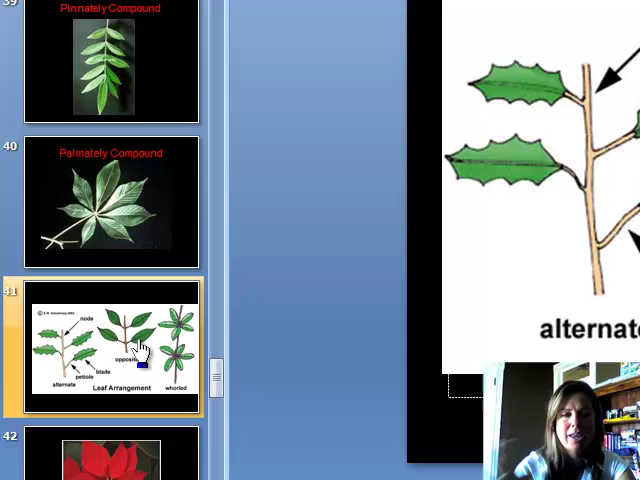 39
Pinnately Compound
40
Palmately Compound
41
node
opposite
blade
petiole
alternate
Leaf Arrangement
whorled
42
alternate